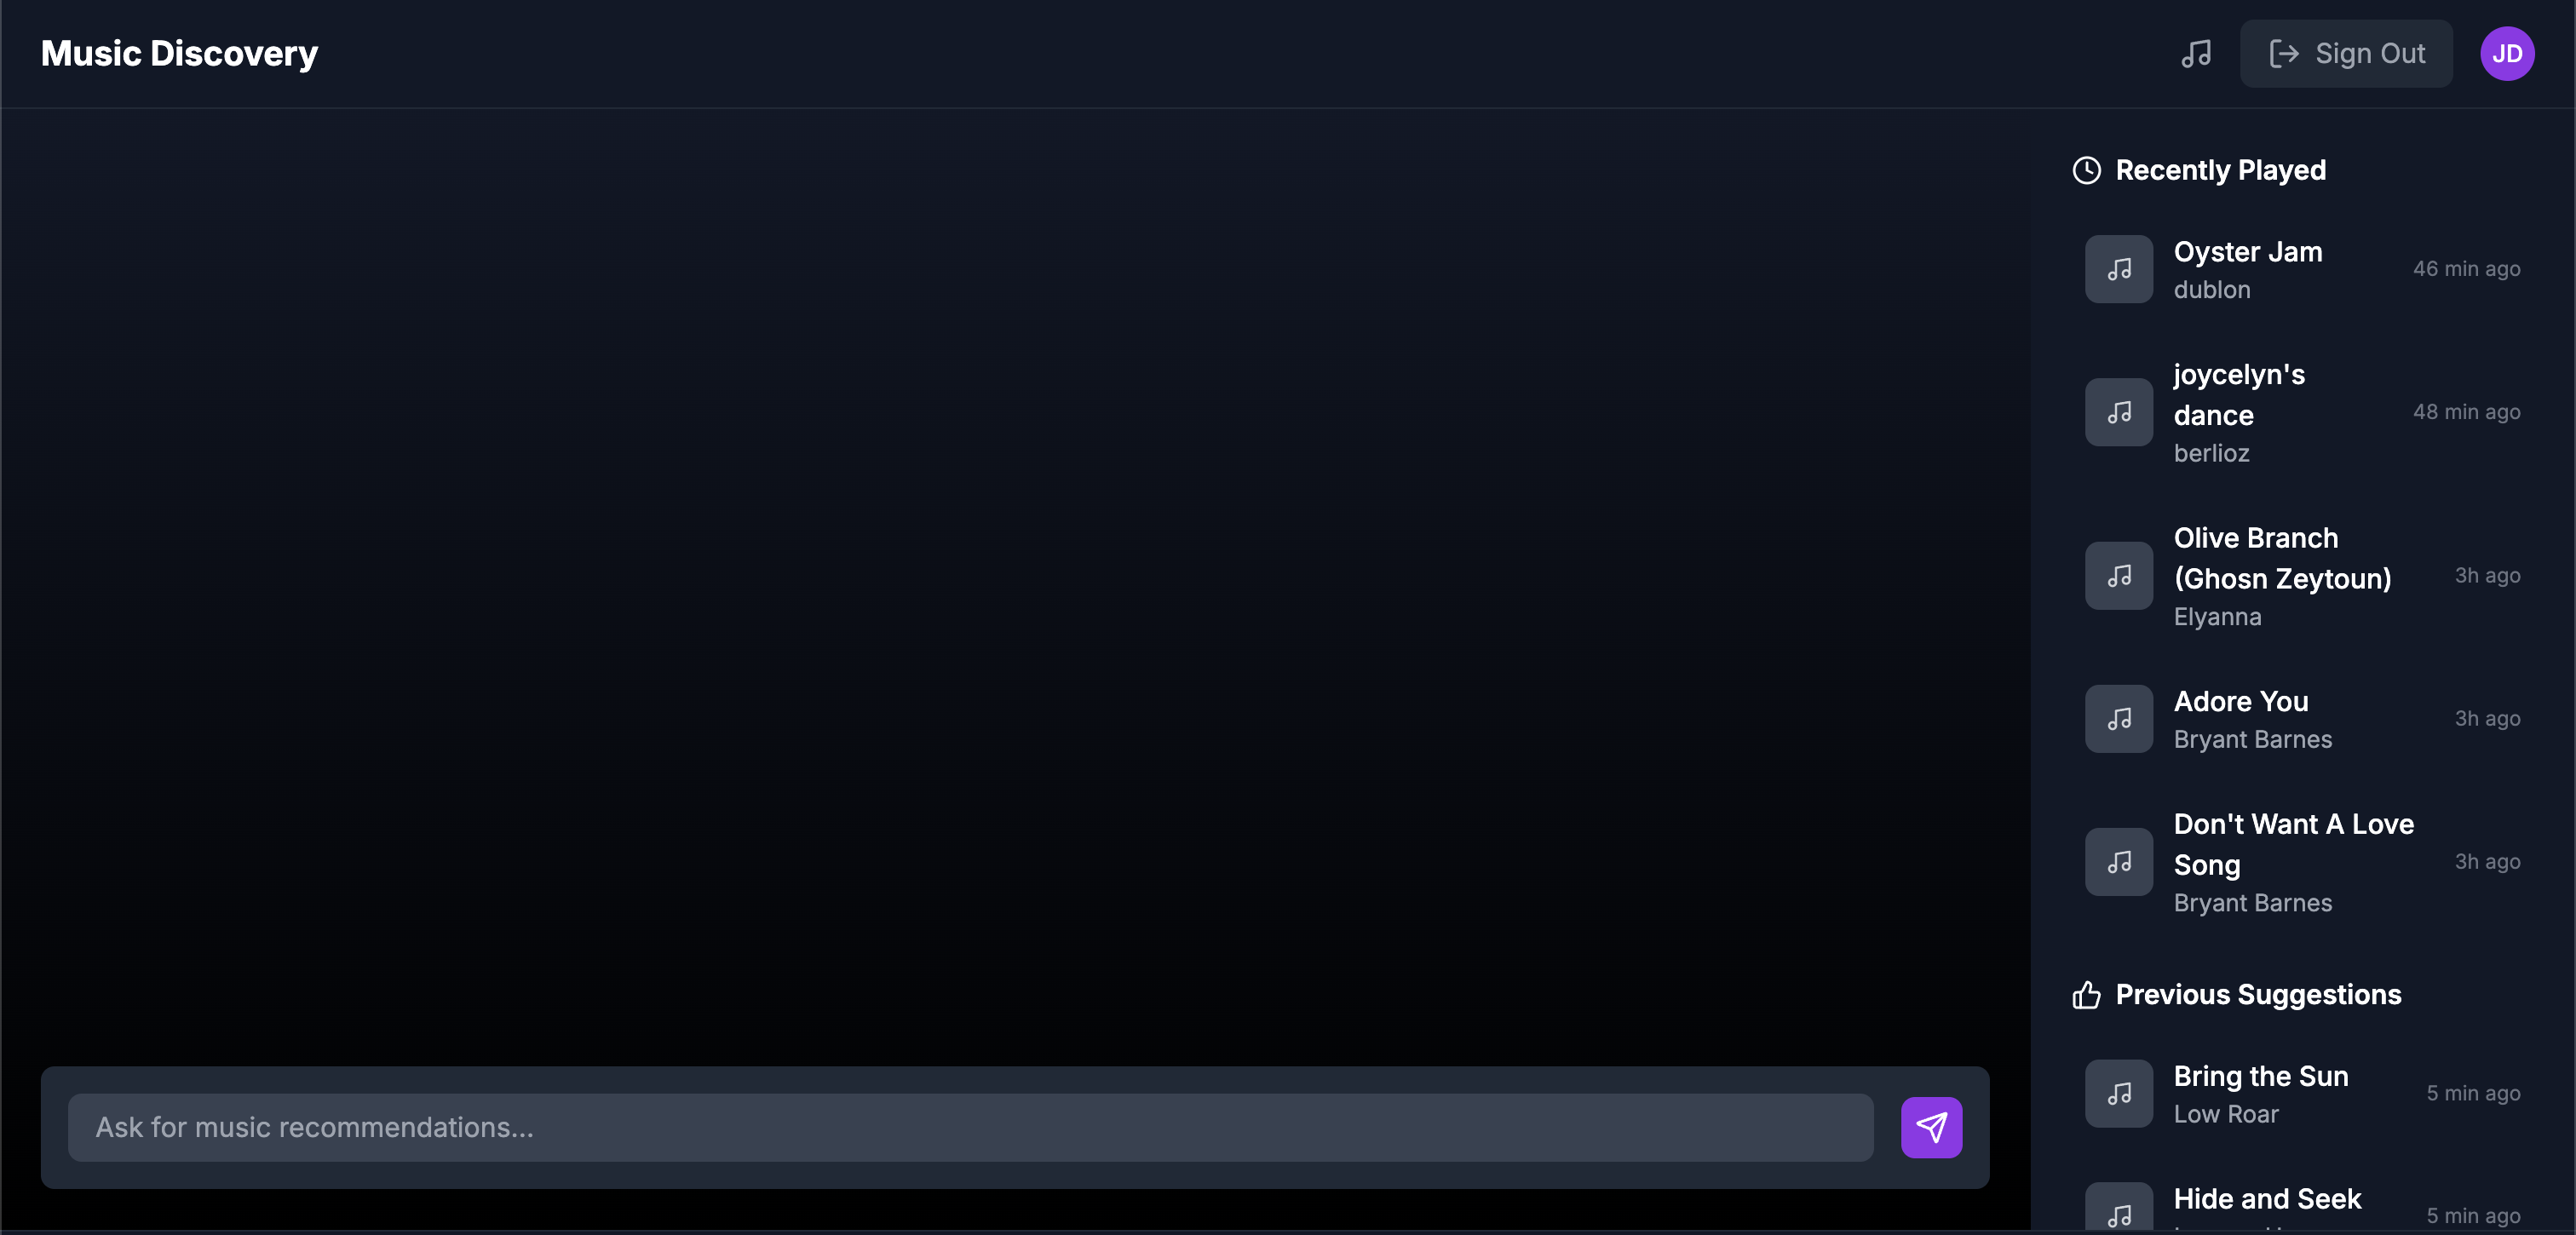 Music Discovery
Sign Out
JD
Recently Played
Oyster Jam
dublon
46 min ago
joycelyn's
dance
berlioz
48 min ago
Olive Branch
(Ghosn Zeytoun)
Elyanna
3h ago
Adore You
Bryant Barnes
3h ago
Don't Want A Love
Song
Bryant Barnes
3h ago
Previous Suggestions
Bring the Sun
Low Roar
5 min ago
Hide and Seek
5 min ago
Ask for music recommendations...